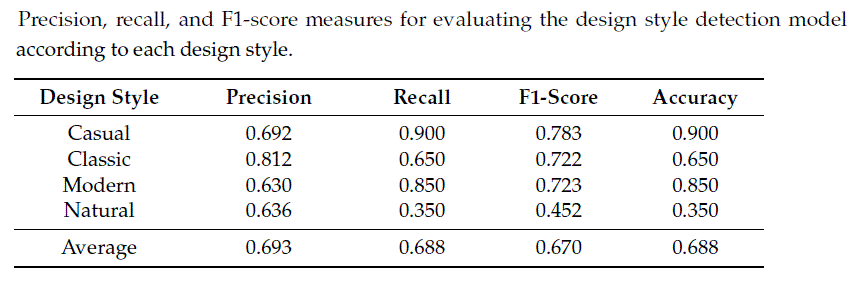 Precision, recall, and F1-score measures for evaluating the design style detection model
according to each design style.
Design Style Precision Recall F1-Score Accuracy
Casual 0.692 0.900 0.783 0.900
Classic 0.812 0.650 0.722 0.650
Modern 0.630 0.850 0.723 0.850
Natural 0.636 0.350 0.452 0.350
Average 0.693 0.688 0.670 0.688